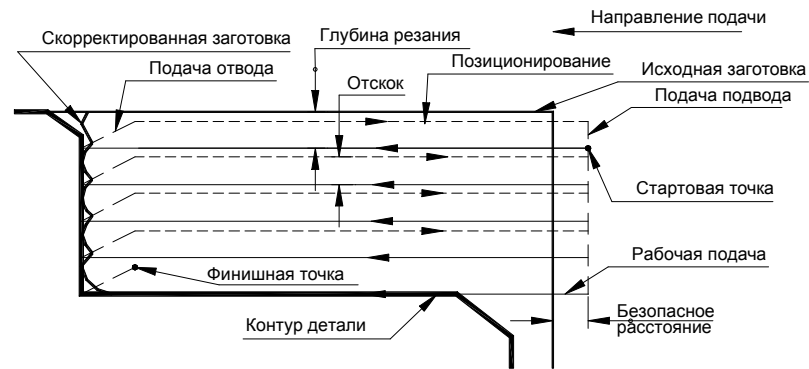 Направление подачи
Скорректированная заготовка
Глубина резания
Подача отвода
Позиционирование
Исходная заготовка
Отскок
Подача подвода
Стартовая точка
Рабочая подача
Финишная точка
Безопасное
расстояние
Контур детали